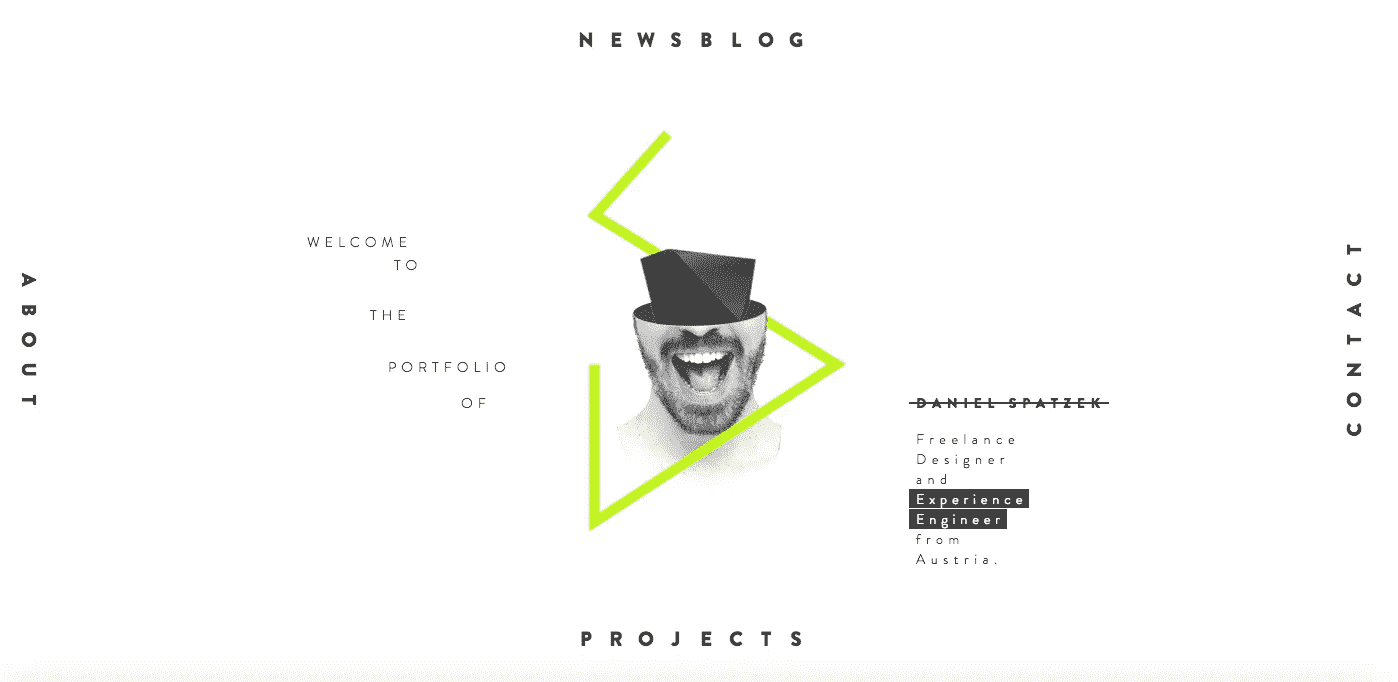 NEWSBLOG
ABOUT
WELCOME
TO
THE
PORTFOLIO
OF
DANIEL SPATZEK
Freelance
Designer
and
Experience
Engineer
from
Austria.
CONTACT
PROJECTS